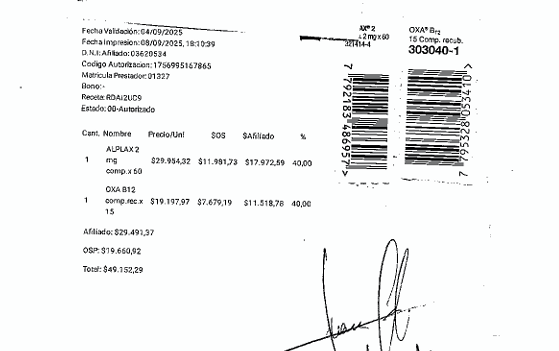 Fecha Validación: 04/09/2025
Fecha Impresion: 08/09/2025, 18:10:39
D.N.I Afiliado: 03620534
Codigo Autorizacion: 1756995167865
Matricula Prestador: 01327
Bono: -
Receta: RDAI2UD9
Estado: 00-Autorizado
Cant. Nombre Precio/Uni $OS $Afiliado %
ALPLAX 2
1 mg $29.954,32 $11.981,73 $17.972,59 40,00
comp.x 60
OXA B12
1 comp.rec.x $19.197,97 $7.679,19 $11.518,78 40,00
15
Afiliado: $29.491,37
OSP: $19.660,92
Total: $49.152,29
AX® 2
2 mg x 60
321414-4
7 792183 486957 >
OXA® B12
15 Comp. recub.
303040-1
7 795328 053410 >